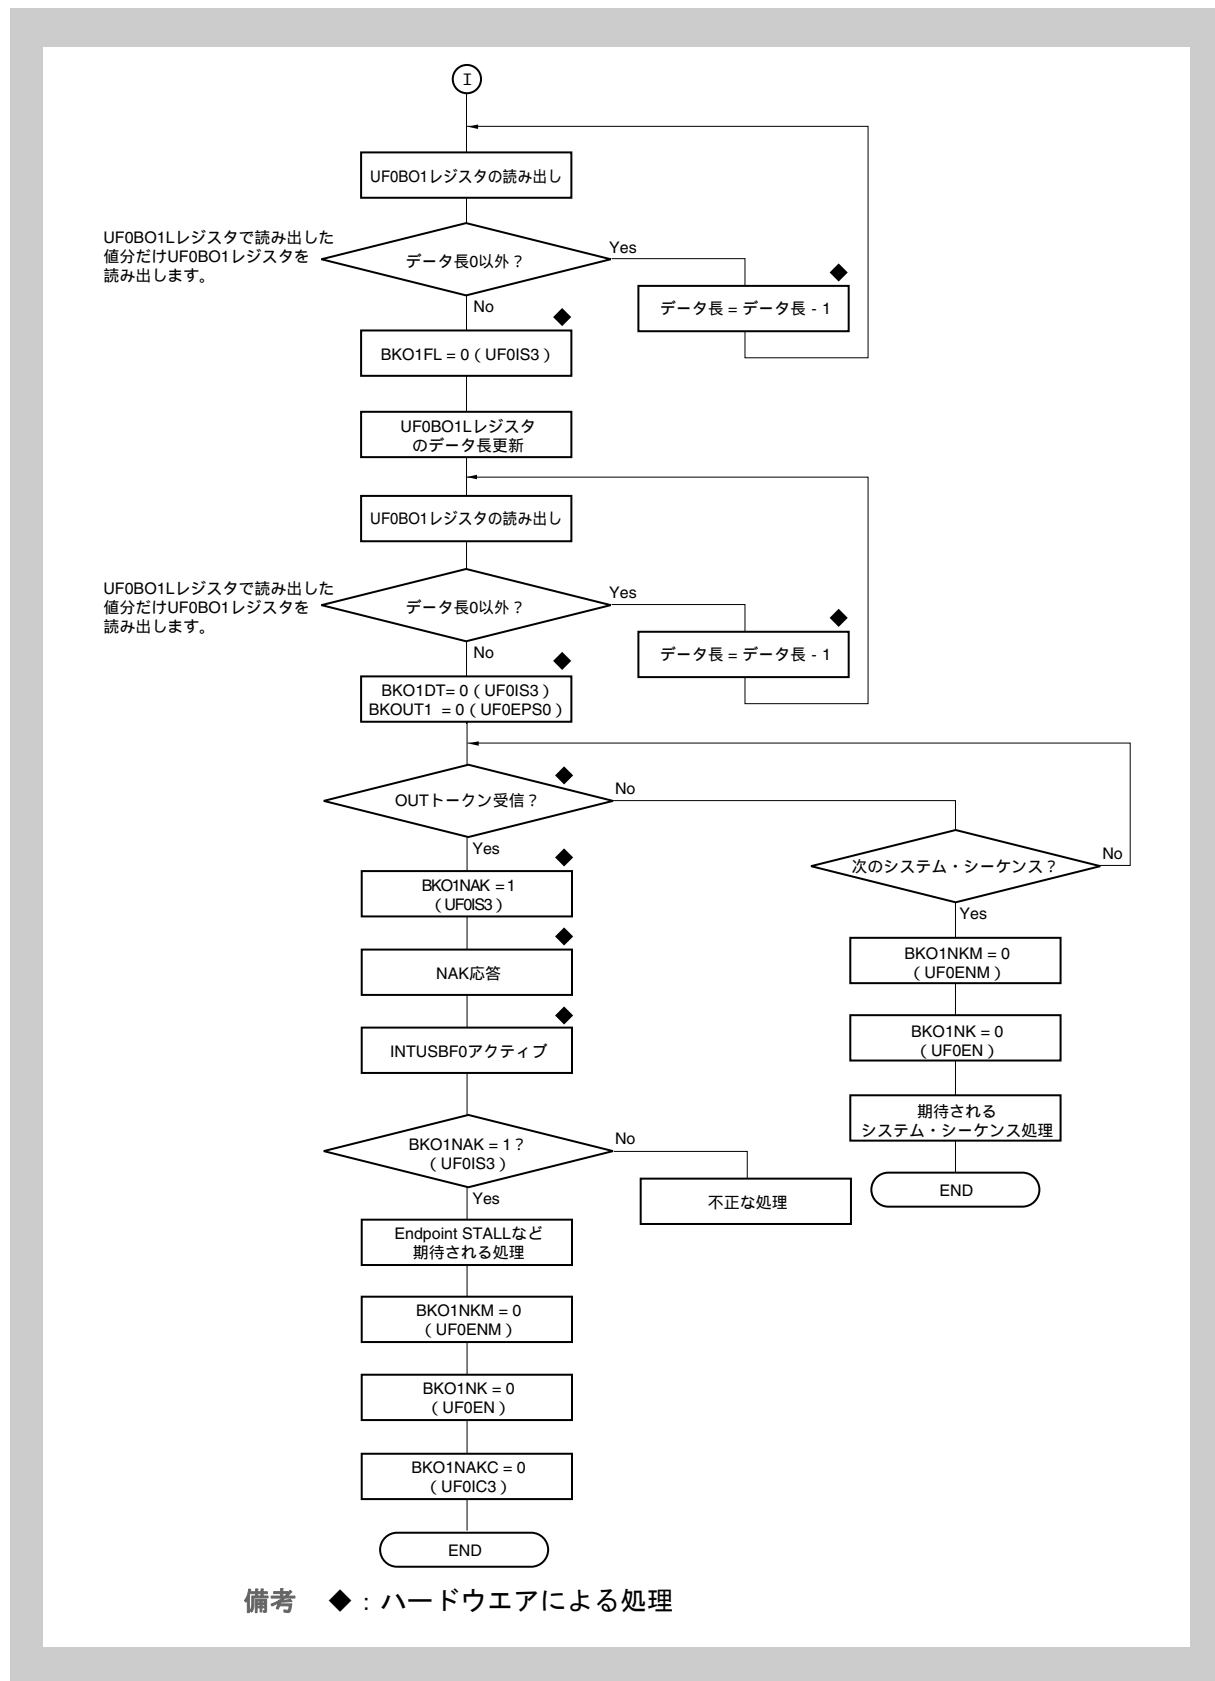 I
UF0BO1レジスタの読み出し
UF0BO1Lレジスタで読み出した
値分だけUF0BO1レジスタを
読み出します。
データ長0以外？
Yes
◆
データ長 = データ長 - 1
No
◆
BKO1FL = 0 ( UF0IS3 )
UF0BO1Lレジスタ
のデータ長更新
UF0BO1レジスタの読み出し
UF0BO1Lレジスタで読み出した
値分だけUF0BO1レジスタを
読み出します。
データ長0以外？
Yes
◆
データ長 = データ長 - 1
No
◆
BKO1DT= 0 ( UF0IS3 )
BKOUT1 = 0 ( UF0EPS0 )
◆
OUTトークン受信？
No
次のシステム・シーケンス？
No
Yes
BKO1NKM = 0
( UF0ENM )
BKO1NK = 0
( UF0EN )
期待される
システム・シーケンス処理
END
Yes
◆
BKO1NAK = 1
( UF0IS3 )
◆
NAK応答
◆
INTUSBF0アクティブ
BKO1NAK = 1？
( UF0IS3 )
No
不正な処理
Yes
Endpoint STALLなど
期待される処理
BKO1NKM = 0
( UF0ENM )
BKO1NK = 0
( UF0EN )
BKO1NAKC = 0
( UF0IC3 )
END
備考 ◆：ハードウエアによる処理